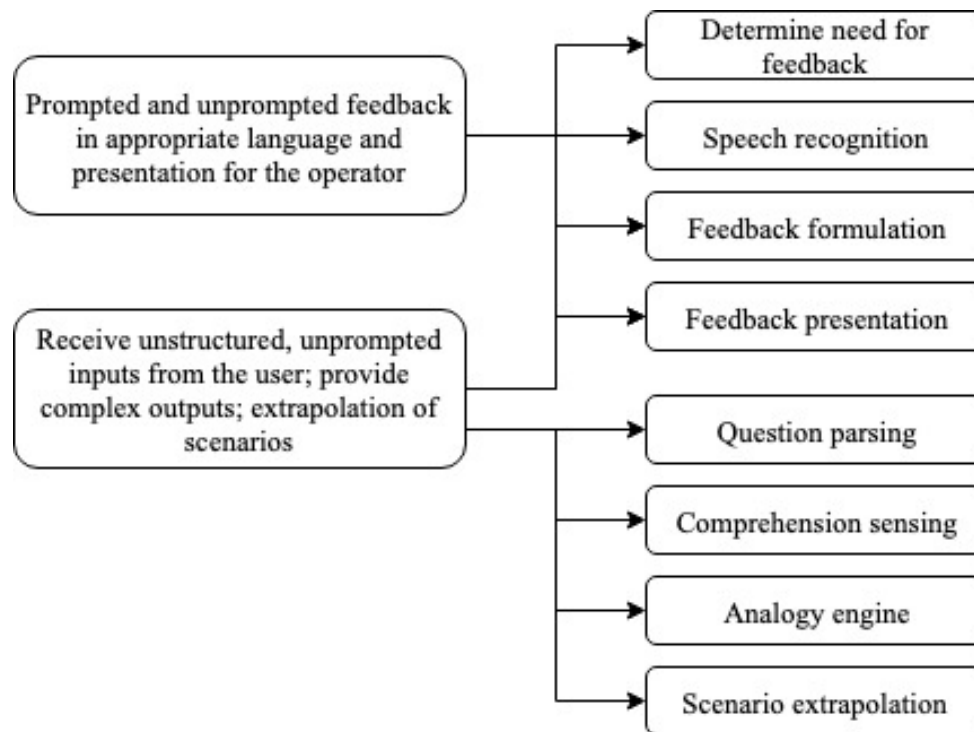 Prompted and unprompted feedback
in appropriate language and
presentation for the operator
Receive unstructured, unprompted
inputs from the user; provide
complex outputs; extrapolation of
scenarios
Determine need for
feedback
Speech recognition
Feedback formulation
Feedback presentation
Question parsing
Comprehension sensing
Analogy engine
Scenario extrapolation